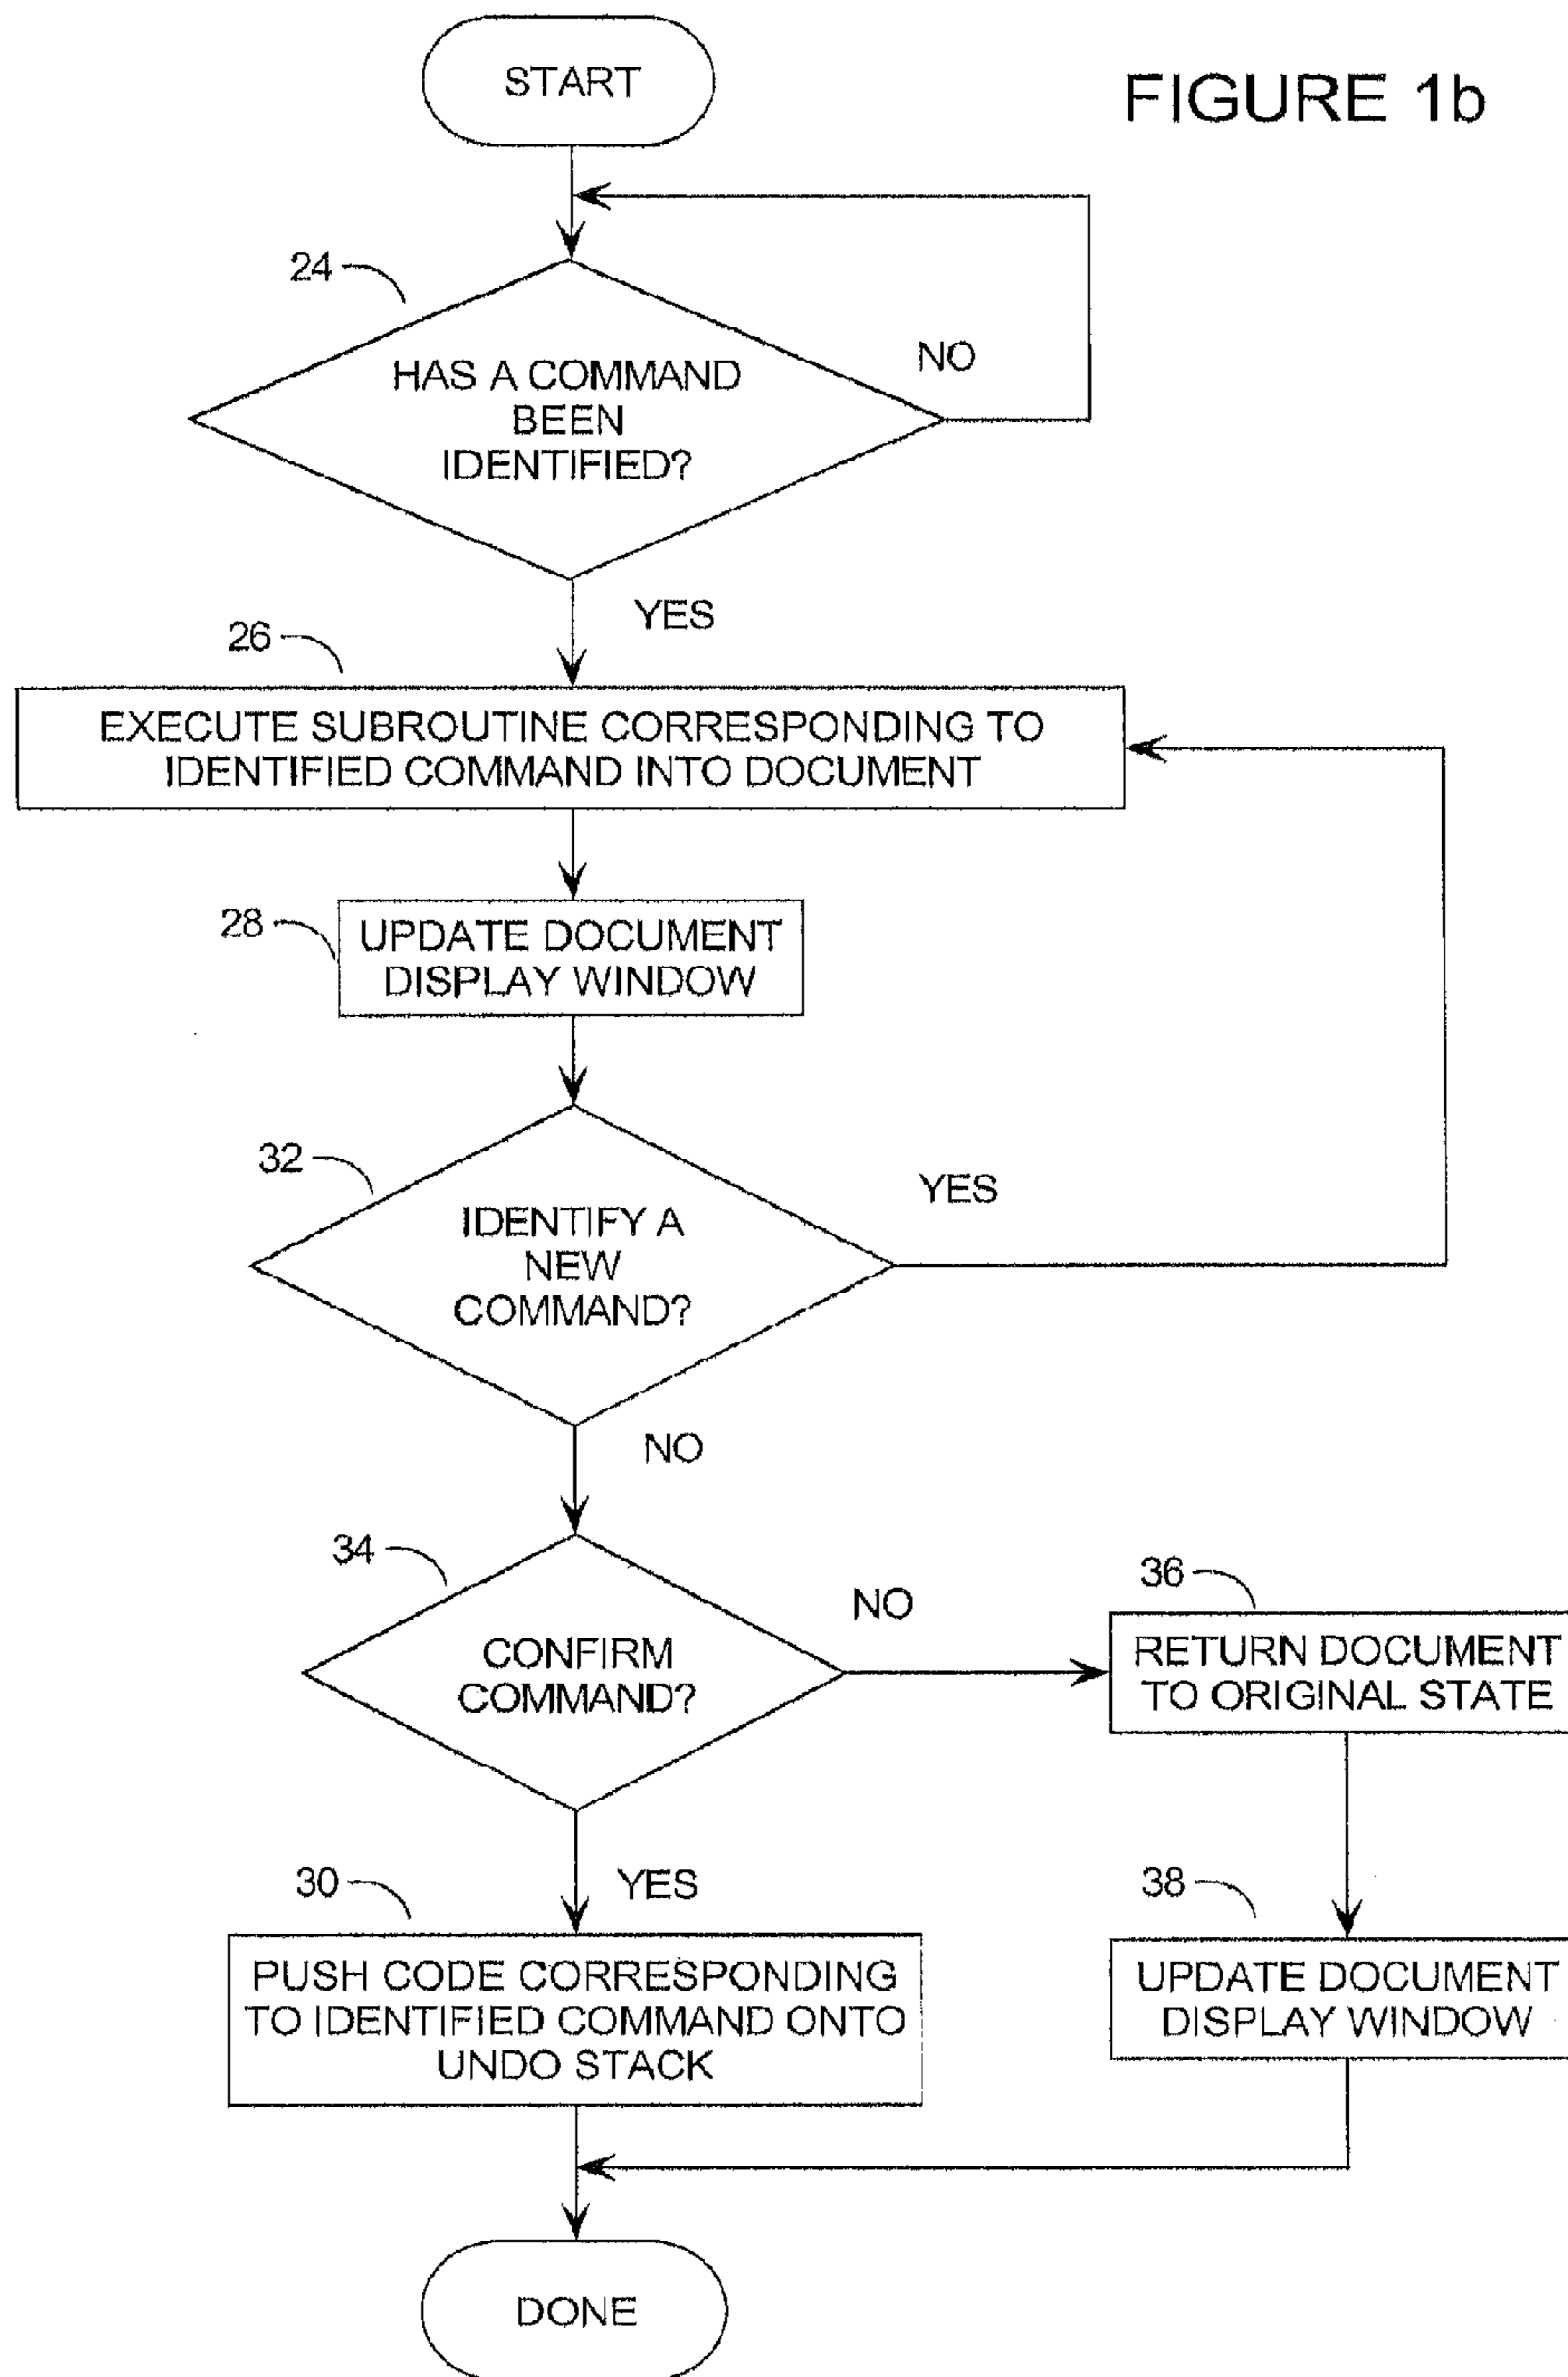 START
FIGURE 1b
24
HAS A COMMAND
BEEN
IDENTIFIED?
NO
YES
26
EXECUTE SUBROUTINE CORRESPONDING TO
IDENTIFIED COMMAND INTO DOCUMENT
28
UPDATE DOCUMENT
DISPLAY WINDOW
32
IDENTIFY A
NEW
COMMAND?
YES
NO
34
CONFIRM
COMMAND?
NO
36
RETURN DOCUMENT
TO ORIGINAL STATE
30
YES
PUSH CODE CORRESPONDING
TO IDENTIFIED COMMAND ONTO
UNDO STACK
38
UPDATE DOCUMENT
DISPLAY WINDOW
DONE